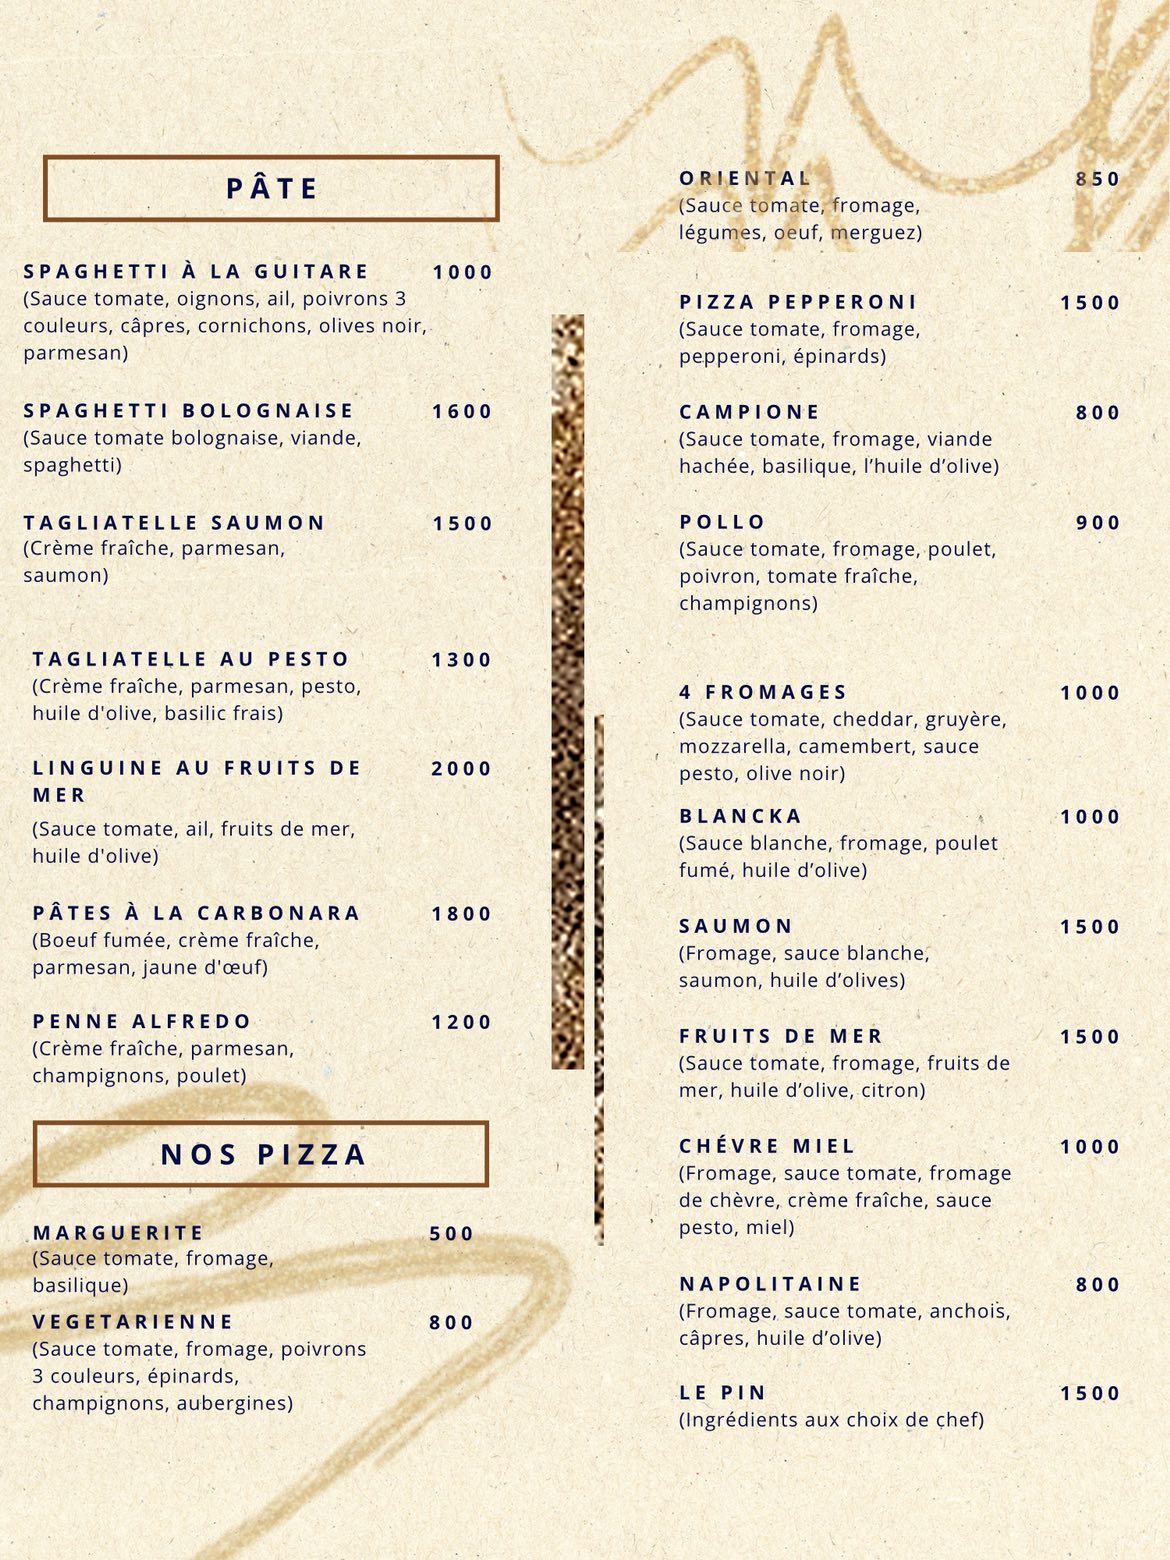 PÂTE
SPAGHETTI À LA GUITARE 1000
(Sauce tomate, oignons, ail, poivrons 3
couleurs, câpres, cornichons, olives noir,
parmesan)
SPAGHETTI BOLOGNAISE 1600
(Sauce tomate bolognaise, viande,
spaghetti)
TAGLIATELLE SAUMON 1500
(Crème fraîche, parmesan,
saumon)
TAGLIATELLE AU PESTO 1300
(Crème fraîche, parmesan, pesto,
huile d'olive, basilic frais)
LINGUINE AU FRUITS DE 2000
MER
(Sauce tomate, ail, fruits de mer,
huile d'olive)
PÂTES À LA CARBONARA 1800
(Boeuf fumée, crème fraîche,
parmesan, jaune d'œuf)
PENNE ALFREDO 1200
(Crème fraîche, parmesan,
champignons, poulet)
NOS PIZZA
MARGUERITE 500
(Sauce tomate, fromage,
basilique)
VEGETARIENNE 800
(Sauce tomate, fromage, poivrons
3 couleurs, épinards,
champignons, aubergines)
ORIENTAL 850
(Sauce tomate, fromage,
légumes, oeuf, merguez)
PIZZA PEPPERONI 1500
(Sauce tomate, fromage,
pepperoni, épinards)
CAMPIONE 800
(Sauce tomate, fromage, viande
hachée, basilique, l’huile d’olive)
POLLO 900
(Sauce tomate, fromage, poulet,
poivron, tomate fraîche,
champignons)
4 FROMAGES 1000
(Sauce tomate, cheddar, gruyère,
mozzarella, camembert, sauce
pesto, olive noir)
BLANCKA 1000
(Sauce blanche, fromage, poulet
fumé, huile d’olive)
SAUMON 1500
(Fromage, sauce blanche,
saumon, huile d’olives)
FRUITS DE MER 1500
(Sauce tomate, fromage, fruits de
mer, huile d’olive, citron)
CHÉVRE MIEL 1000
(Fromage, sauce tomate, fromage
de chèvre, crème fraîche, sauce
pesto, miel)
NAPOLITAINE 800
(Fromage, sauce tomate, anchois,
câpres, huile d’olive)
LE PIN 1500
(Ingrédients aux choix de chef)